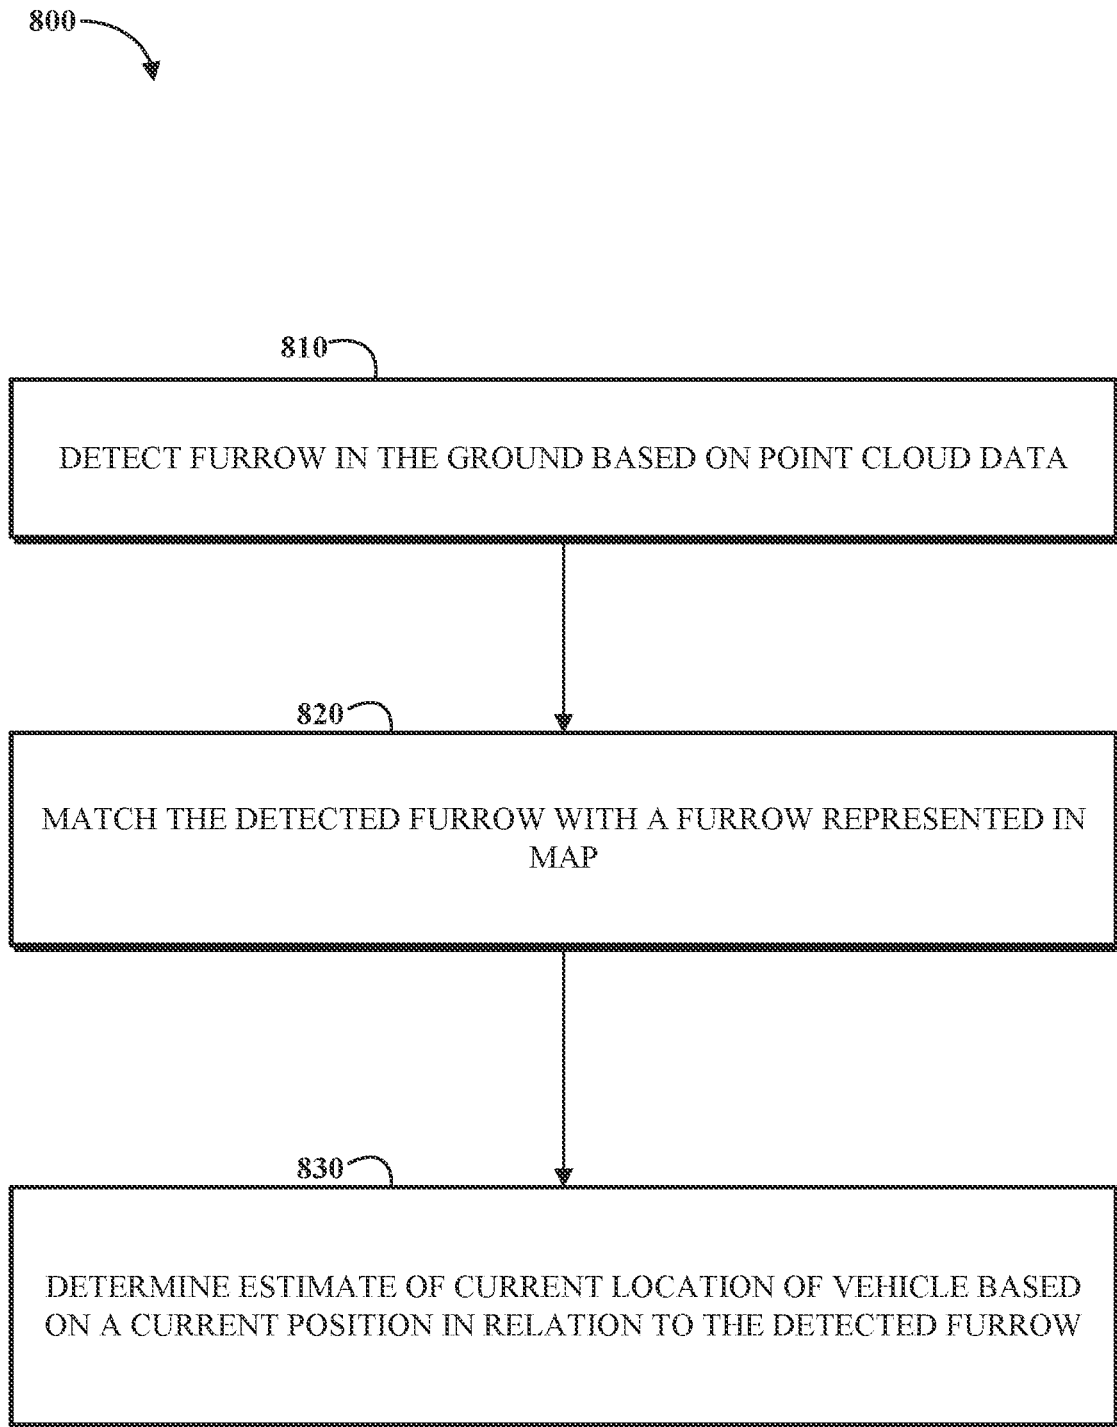 800
810
DETECT FURROW IN THE GROUND BASED ON POINT CLOUD DATA
820
MATCH THE DETECTED FURROW WITH A FURROW REPRESENTED IN
MAP
830
DETERMINE ESTIMATE OF CURRENT LOCATION OF VEHICLE BASED
ON A CURRENT POSITION IN RELATION TO THE DETECTED FURROW